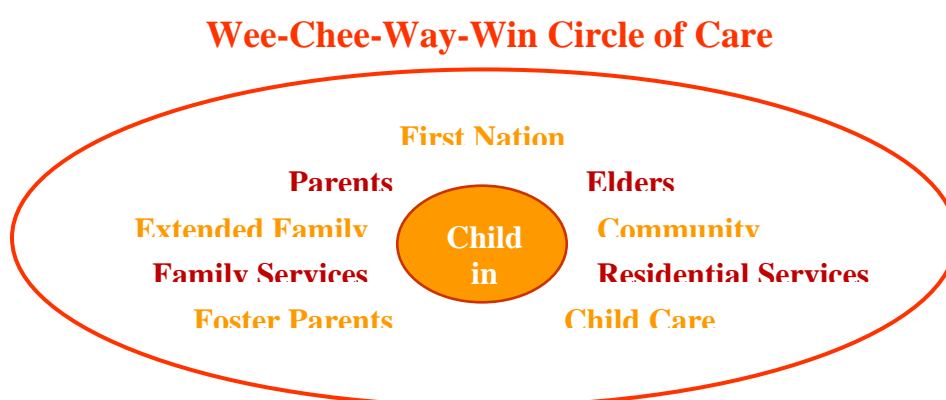 Wee-Chee-Way-Win Circle of Care
First Nation
Parents Elders
Extended Family Community
Child
Family Services in Residential Services
Foster Parents Child Care